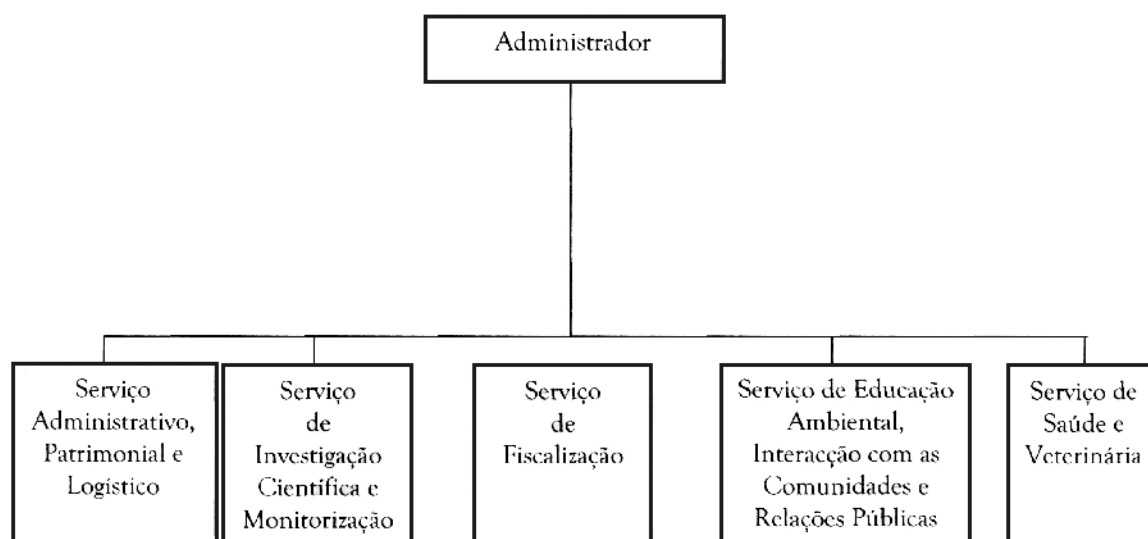 Administrador
Serviço
Administrativo,
Patrimonial e
Logístico
Serviço
de
Investigação
Científica e
Monitorização
Serviço
de
Fiscalização
Serviço de Educação
Ambiental,
Interacção com as
Comunidades e
Relações Públicas
Serviço de
Saúde e
Veterinária